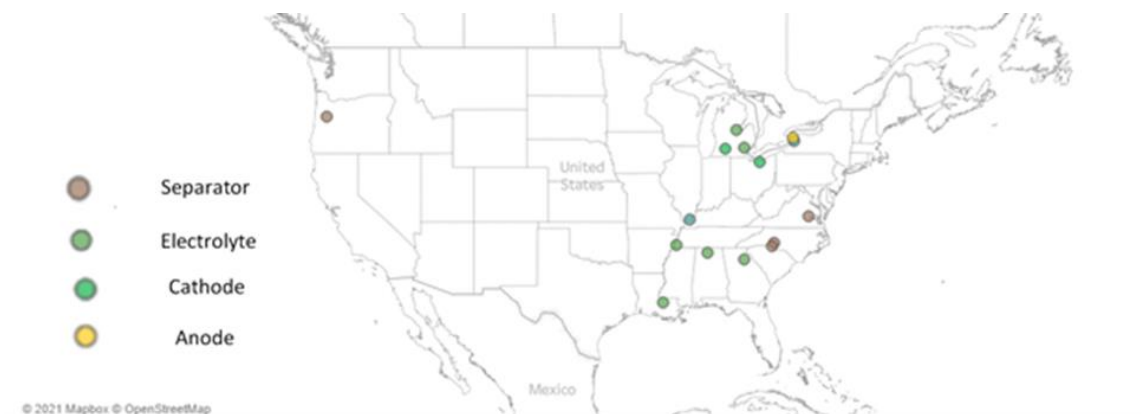 United
States
Separator
Electrolyte
Cathode
Anode
Mexico
© 2021 Mapbox © OpenStreetMap